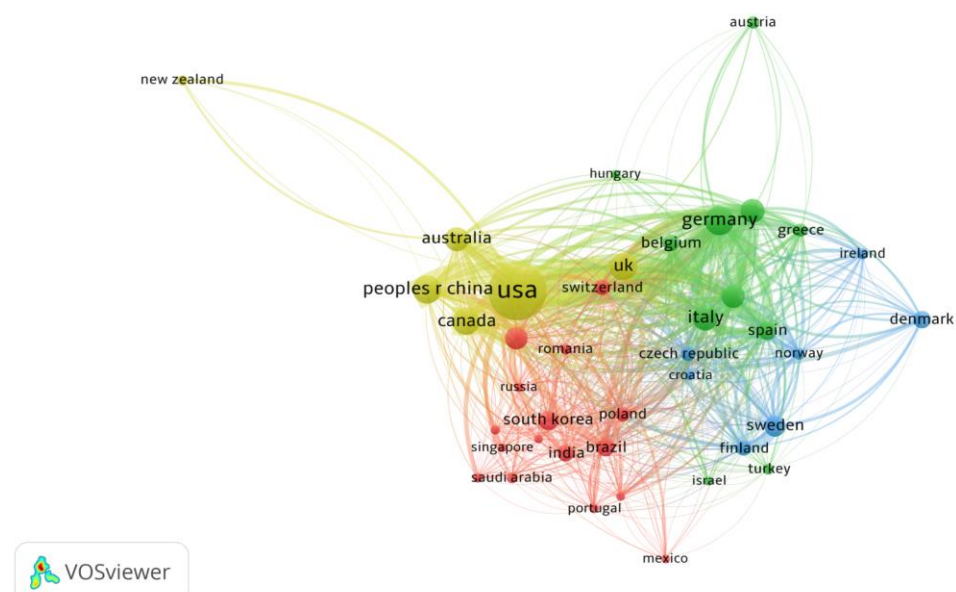 austria
new zealand
hungary
germany
greece
belgium
australia
ireland
uk
switzerland
peoples r china
usa
italy
denmark
canada
spain
romania
czech republic
norway
croatia
russia
poland
south korea
sweden
singapore
brazil
finland
india
turkey
saudi arabia
israel
portugal
mexico
VOSviewer